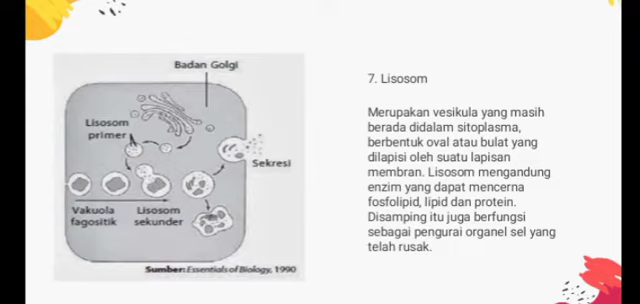 Badan Golgi
Lisosom
primer
Sekresi
Vakuola
fagositik
Lisosom
sekunder
Sumber: Essentials of Biology, 1990
7. Lisosom
Merupakan vesikula yang masih
berada didalam sitoplasma,
berbentuk oval atau bulat yang
dilapisi oleh suatu lapisan
membran. Lisosom mengandung
enzim yang dapat mencerna
fosfolipid, lipid dan protein.
Disamping itu juga berfungsi
sebagai pengurai organel sel yang
telah rusak.